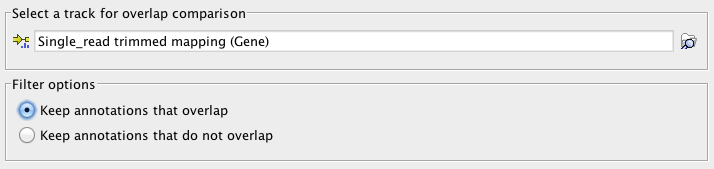 Select a track for overlap comparison
Single_read trimmed mapping (Gene)
Filter options
Keep annotations that overlap
Keep annotations that do not overlap